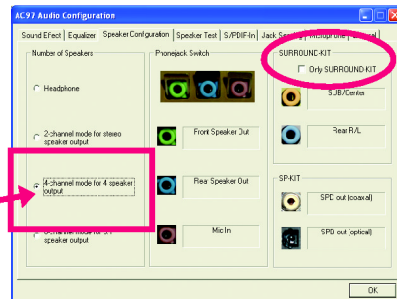 AC97 Audio Configuration
Sound Effect | Equalizer | Speaker Configuration | Speaker Test | S/PDIF-In | Jack
Number of Speakers
Headphone
2-channel mode for stereo
speaker output
4-channel mode for 4 speaker
output
speaker output
Phonejack Switch
Front Speaker Out
Rear Speaker Out
Mic In
SURROUND-KIT
Only SURROUND-KIT
SUB/Center
Rear R/L
SP-KIT
SPD out (coaxal)
SPD out (optical)
OK